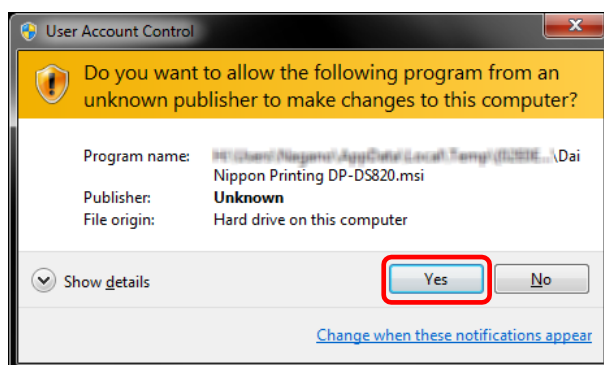 User Account Control
Do you want to allow the following program from an
unknown publisher to make changes to this computer?
Program name: \Dai
Nippon Printing DP-DS820.msi
Publisher: Unknown
File origin: Hard drive on this computer
Show details Yes No
Change when these notifications appear